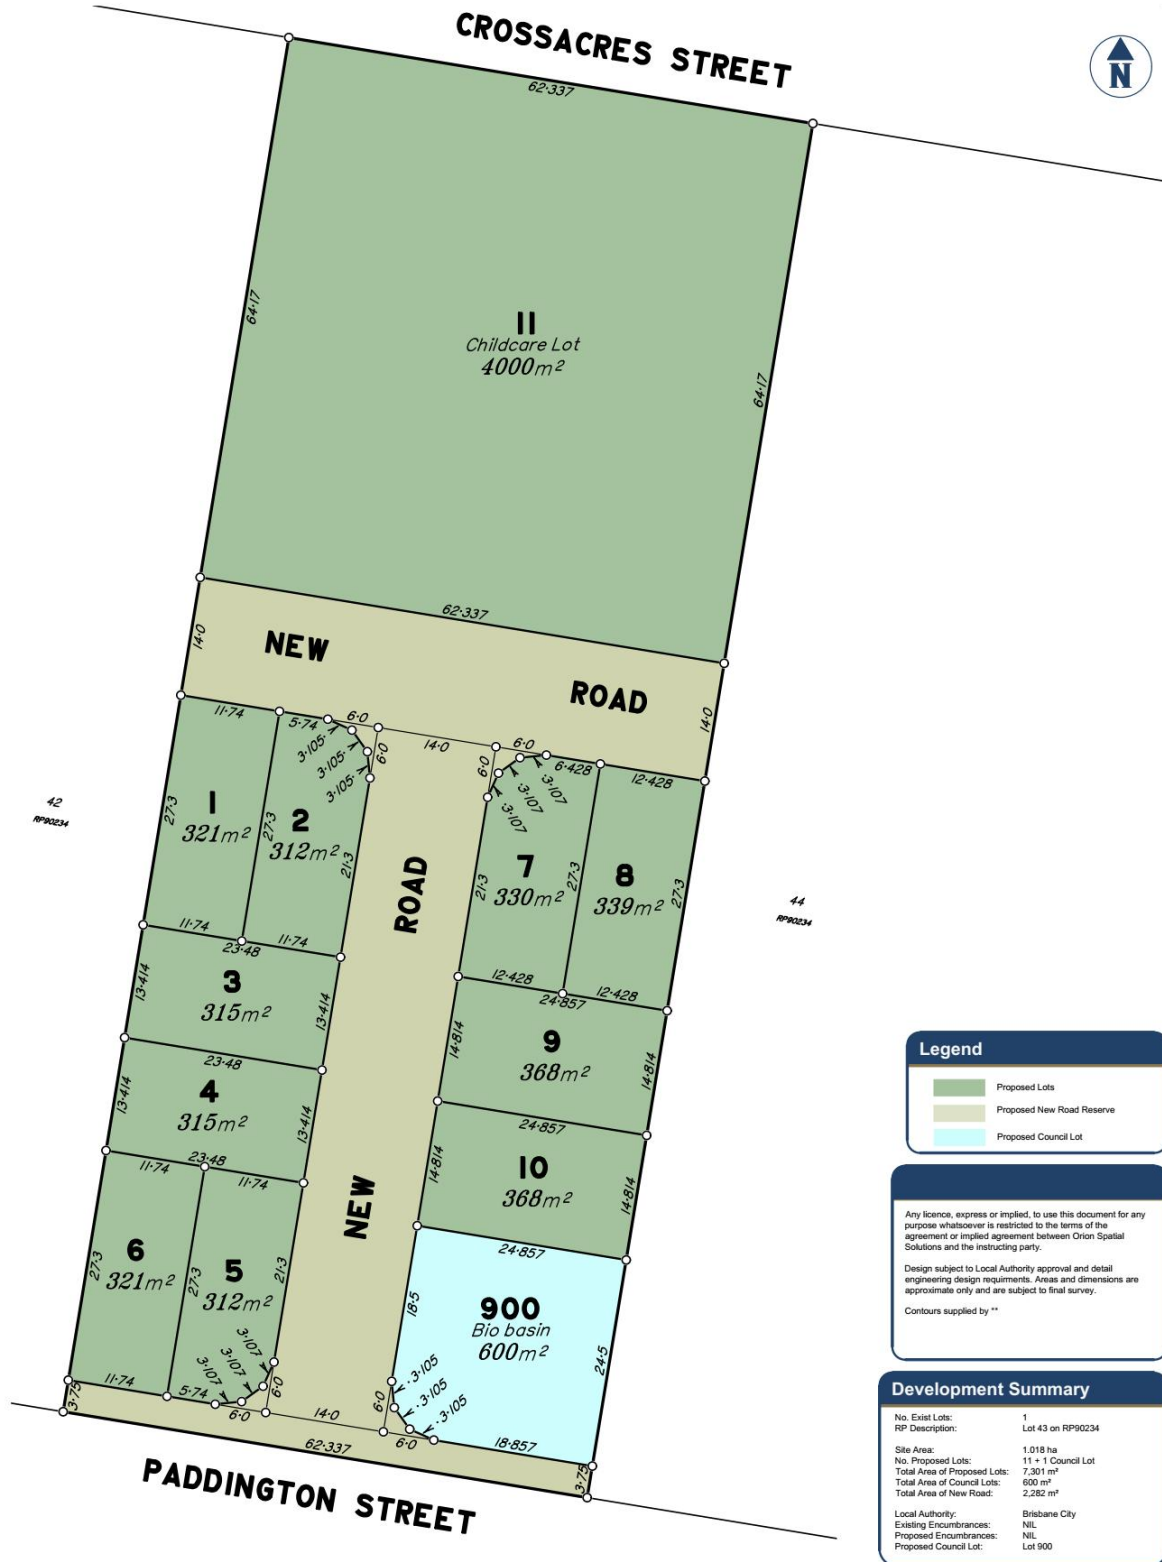 CROSSACRES STREET
N
62·337
64·17
11
Childcare Lot
4000m²
64·17
62·337
14·0
NEW
ROAD
14·0
11·74
5·74
6·0
3·105
3·105
3·105
6·0
14·0
6·0
6·0
3·107
3·107
3·107
6·428
12·428
42
RP90234
27·3
1
321m²
27·3
2
312m²
21·3
ROAD
21·3
7
330m²
27·3
8
339m²
27·3
44
RP90234
11·74
11·74
23·48
12·428
12·428
24·857
13·414
3
315m²
13·414
14·814
9
368m²
14·814
23·48
24·857
13·414
4
315m²
13·414
14·814
10
368m²
14·814
11·74
23·48
11·74
NEW
24·857
27·3
6
321m²
27·3
5
312m²
21·3
18·5
900
Bio basin
600m²
24·5
3·107
3·107
3·107
6·0
3·105
3·105
3·105
6·0
11·74
5·74
6·0
14·0
6·0
18·857
3·75
62·337
3·75
PADDINGTON STREET
Legend
Proposed Lots
Proposed New Road Reserve
Proposed Council Lot
Any licence, express or implied, to use this document for any
purpose whatsoever is restricted to the terms of the
agreement or implied agreement between Orion Spatial
Solutions and the instructing party.
Design subject to Local Authority approval and detail
engineering design requirments. Areas and dimensions are
approximate only and are subject to final survey.
Contours supplied by **
Development Summary
No. Exist Lots: 1
RP Description: Lot 43 on RP90234
Site Area: 1.018 ha
No. Proposed Lots: 11 + 1 Council Lot
Total Area of Proposed Lots: 7,301 m²
Total Area of Council Lots: 600 m²
Total Area of New Road: 2,282 m²
Local Authority: Brisbane City
Existing Encumbrances: NIL
Proposed Encumbrances: NIL
Proposed Council Lot: Lot 900